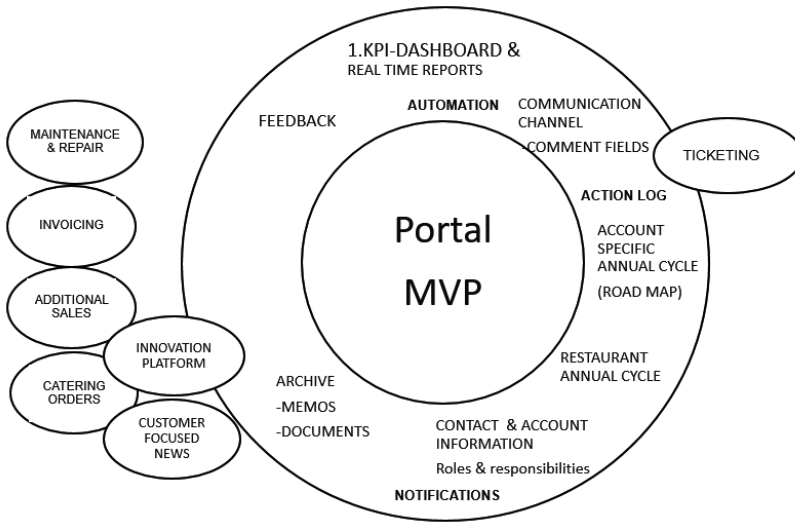 1.KPI-DASHBOARD &
REAL TIME REPORTS
AUTOMATION
COMMUNICATION
CHANNEL
-COMMENT FIELDS
FEEDBACK
TICKETING
MAINTENANCE
& REPAIR
INVOICING
ADDITIONAL
SALES
CATERING
ORDERS
INNOVATION
PLATFORM
CUSTOMER
FOCUSED
NEWS
Portal
MVP
ACTION LOG
ACCOUNT
SPECIFIC
ANNUAL CYCLE
(ROAD MAP)
RESTAURANT
ANNUAL CYCLE
ARCHIVE
-MEMOS
-DOCUMENTS
CONTACT & ACCOUNT
INFORMATION
Roles & responsibilities
NOTIFICATIONS